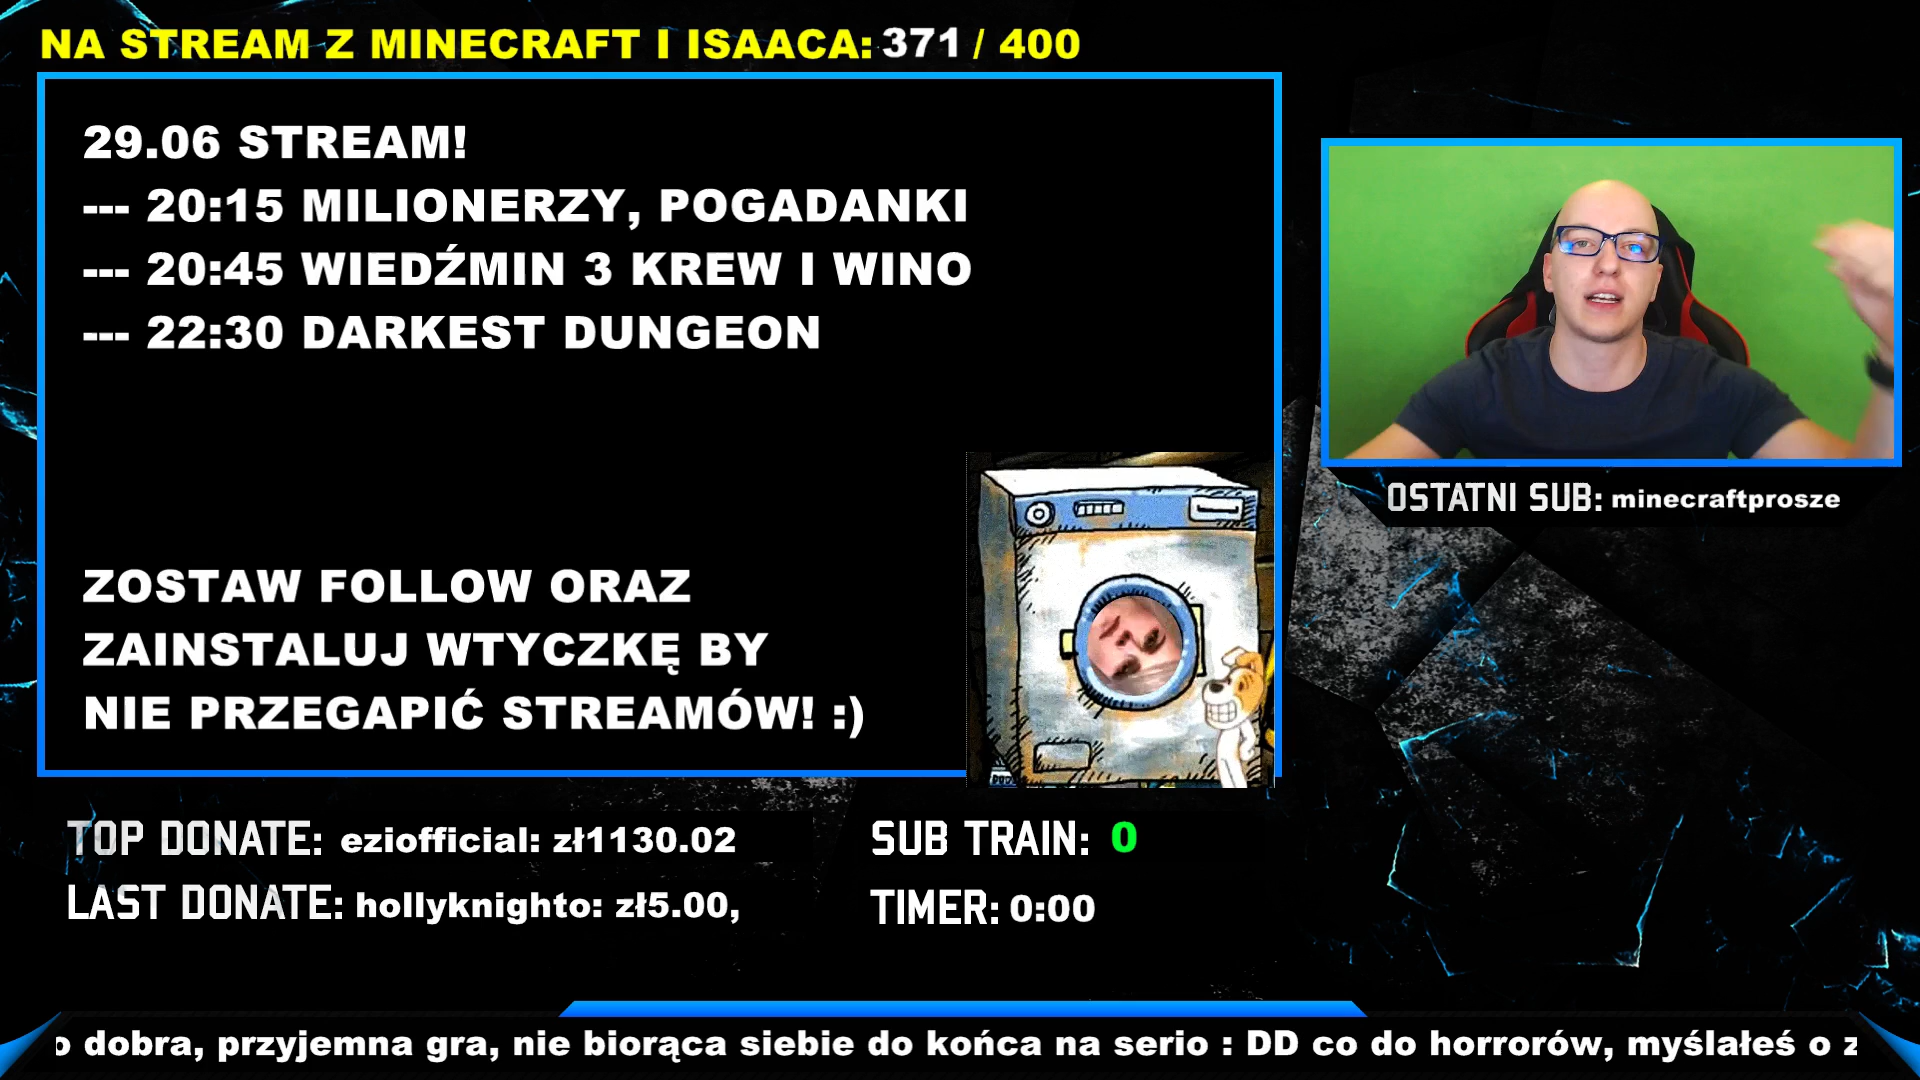 NA STREAM Z MINECRAFT I ISAACA: 371 / 400
29.06 STREAM!
--- 20:15 MILIONERZY, POGADANKI
--- 20:45 WIEDŹMIN 3 KREW I WINO
--- 22:30 DARKEST DUNGEON
ZOSTAW FOLLOW ORAZ
ZAINSTALUJ WTYCZKĘ BY
NIE PRZEGAPIĆ STREAMÓW! :)
OSTATNI SUB: minecraftprosze
TOP DONATE: eziofficial: zł1130.02
LAST DONATE: hollyknighto: zł5.00,
SUB TRAIN: 0
TIMER: 0:00
o dobra, przyjemna gra, nie biorąca siebie do końca na serio : DD co do horrorów, myślałeś o z